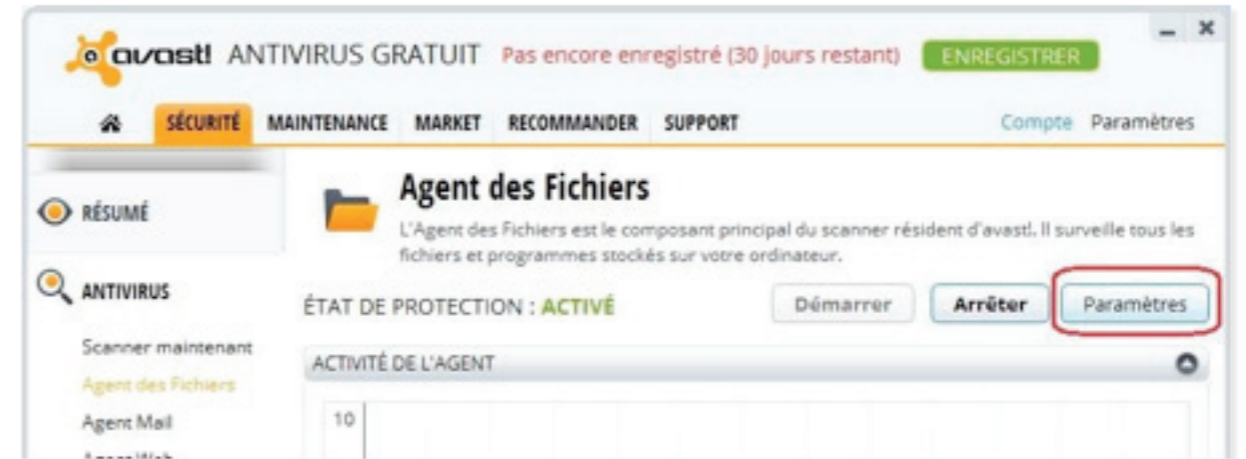 avast! ANTIVIRUS GRATUIT Pas encore enregistré (30 jours restant) ENREGISTRER
SÉCURITÉ MAINTENANCE MARKET RECOMMANDER SUPPORT Compte Paramètres
RÉSUMÉ
Agent des Fichiers
L'Agent des Fichiers est le composant principal du scanner résident d'avast!. Il surveille tous les
fichiers et programmes stockés sur votre ordinateur.
ANTIVIRUS
ÉTAT DE PROTECTION : ACTIVÉ Démarrer Arrêter Paramètres
Scanner maintenant
Agent des Fichiers
Agent Mail
Agent Web
ACTIVITÉ DE L'AGENT
10